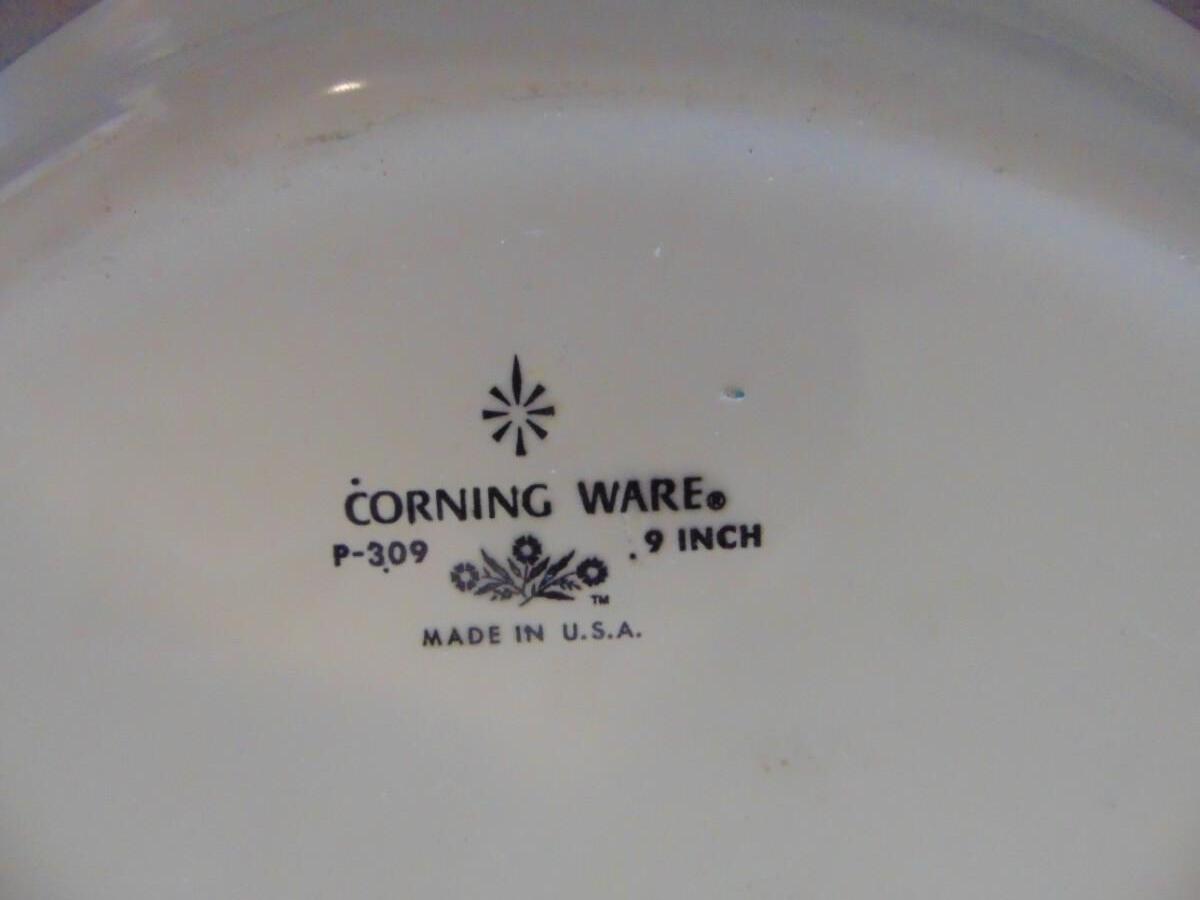 CORNING WARE®
P-309 9 INCH
TM
MADE IN U.S.A.